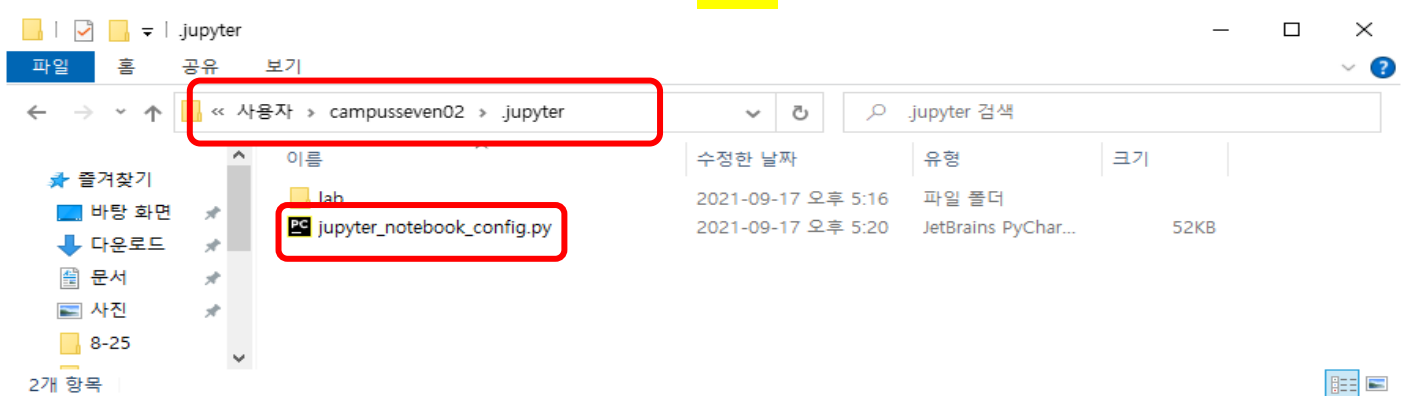 .jupyter
파일 홈 공유 보기
« 사용자 › campusseven02 › .jupyter
.jupyter 검색
이름 수정한 날짜 유형 크기
즐겨찾기
lab 2021-09-17 오후 5:16 파일 폴더
바탕 화면
PC jupyter_notebook_config.py 2021-09-17 오후 5:20 JetBrains PyChar... 52KB
다운로드
문서
사진
8-25
2개 항목